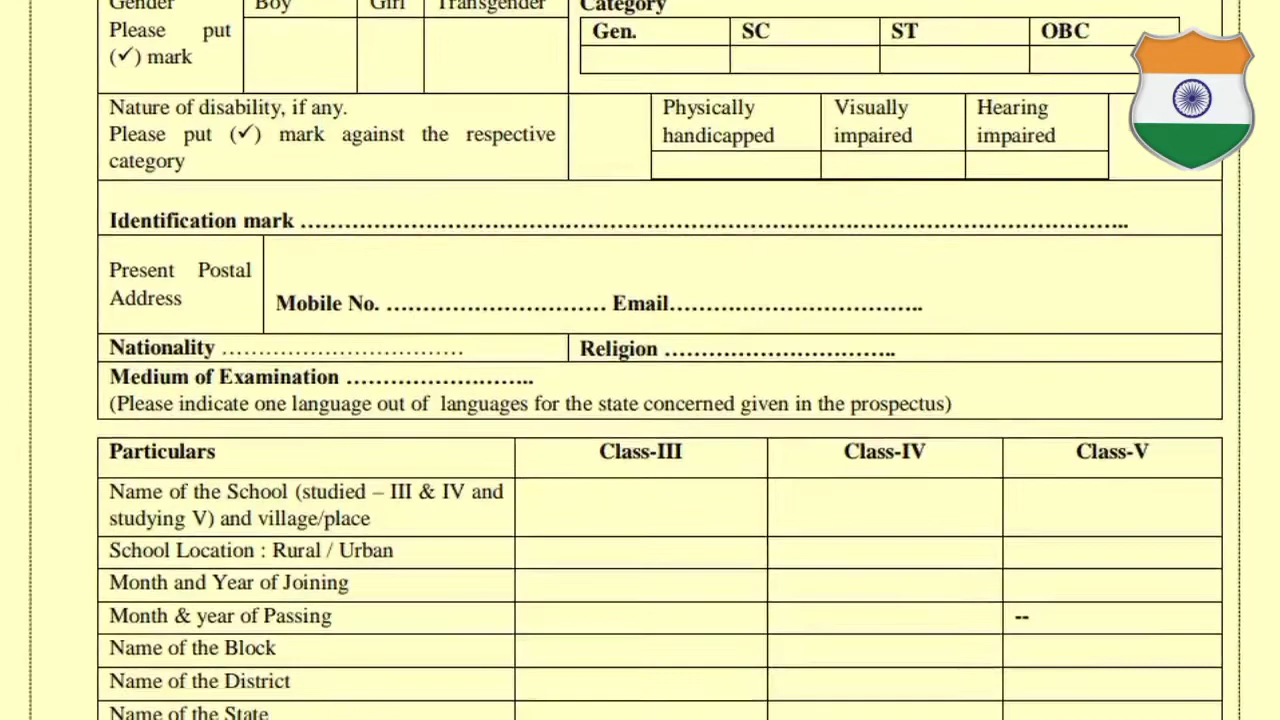 Gender Boy Girl Transgender
Category
Please put
(✓) mark
Gen. SC ST OBC
Nature of disability, if any.
Please put (✓) mark against the respective
category
Physically
handicapped
Visually
impaired
Hearing
impaired
Identification mark ……………………………………………………………………………………..
Present Postal
Address
Mobile No. ………………………… Email…………………………..
Nationality ……………………………
Religion ……………………..
Medium of Examination …………………..
(Please indicate one language out of languages for the state concerned given in the prospectus)
Particulars Class-III Class-IV Class-V
Name of the School (studied – III & IV and
studying V) and village/place
School Location : Rural / Urban
Month and Year of Joining
Month & year of Passing --
Name of the Block
Name of the District
Name of the State